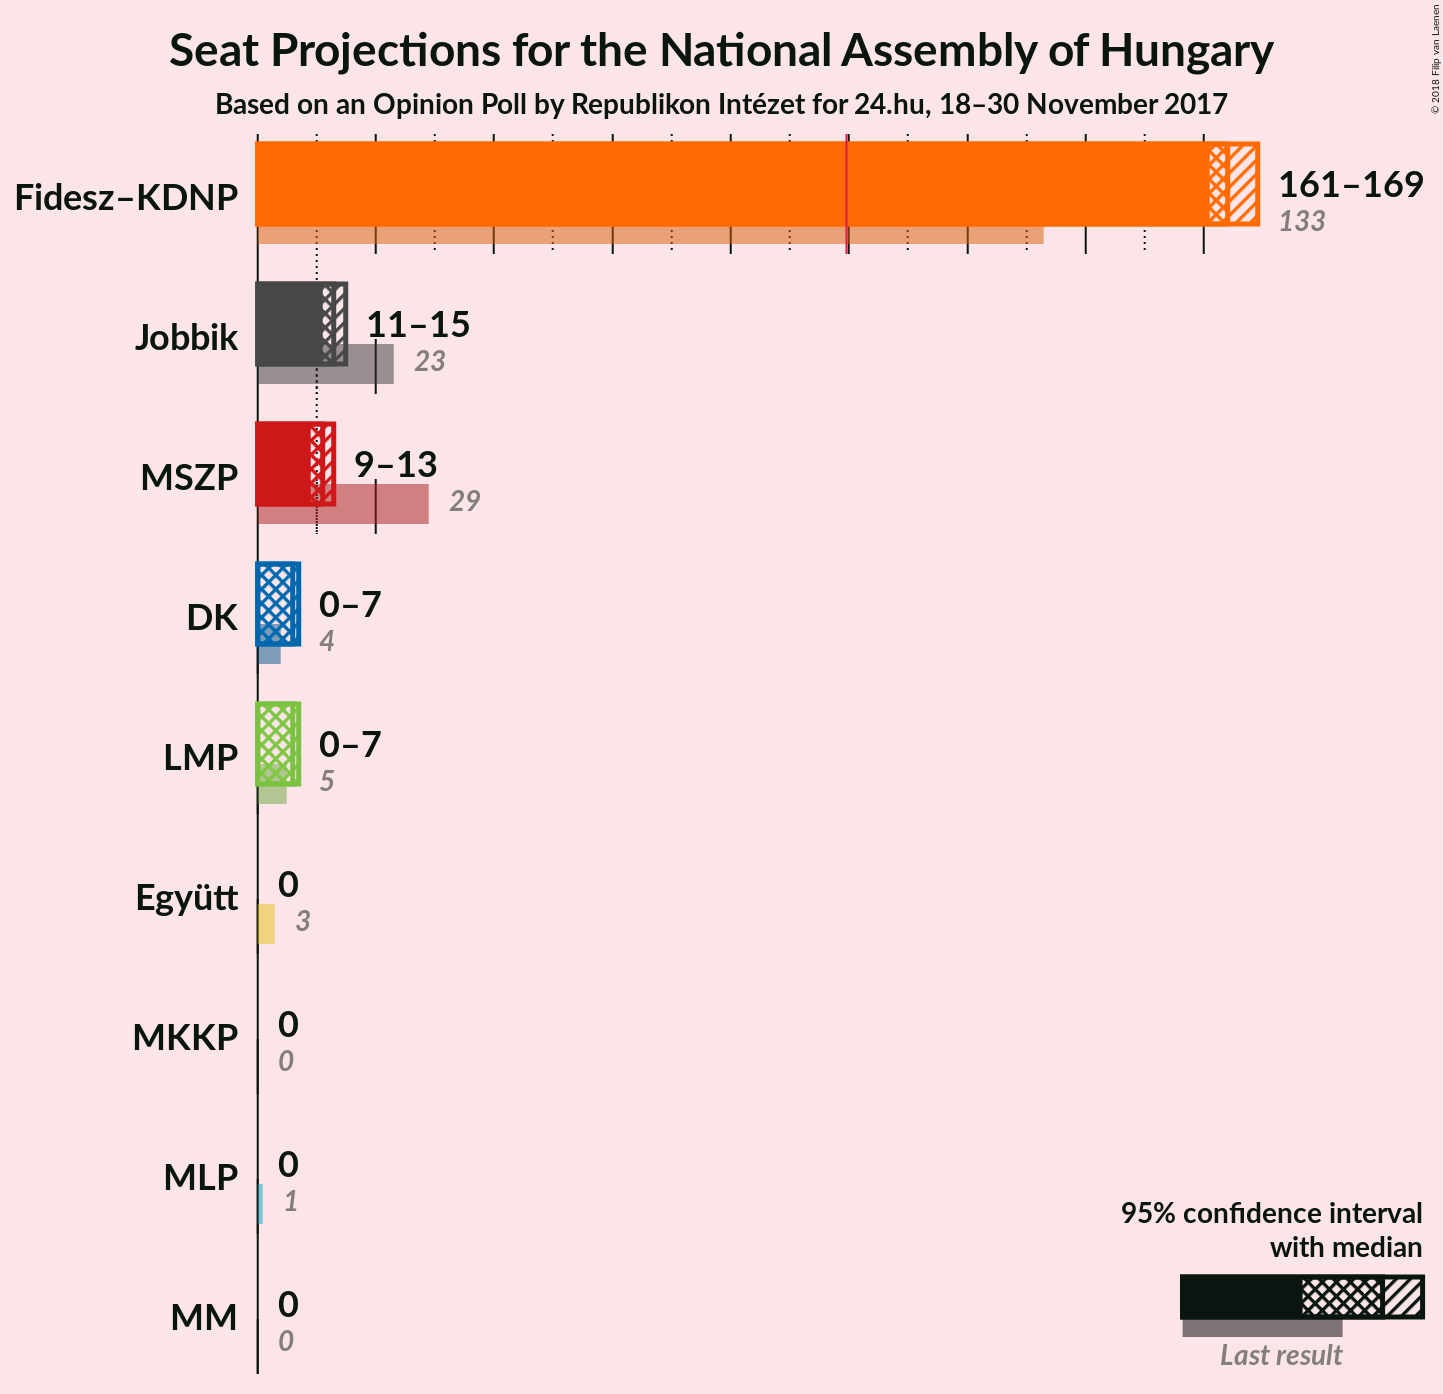 Seat Projections for the National Assembly of Hungary
Based on an Opinion Poll by Republikon Intézet for 24.hu, 18–30 November 2017
© 2018 Filip van Laenen
Fidesz–KDNP
161–169
133
Jobbik
11–15
23
MSZP
9–13
29
DK
0–7
4
LMP
0–7
5
Együtt
0
3
MKKP
0
0
MLP
0
1
MM
0
0
95% confidence interval
with median
Last result